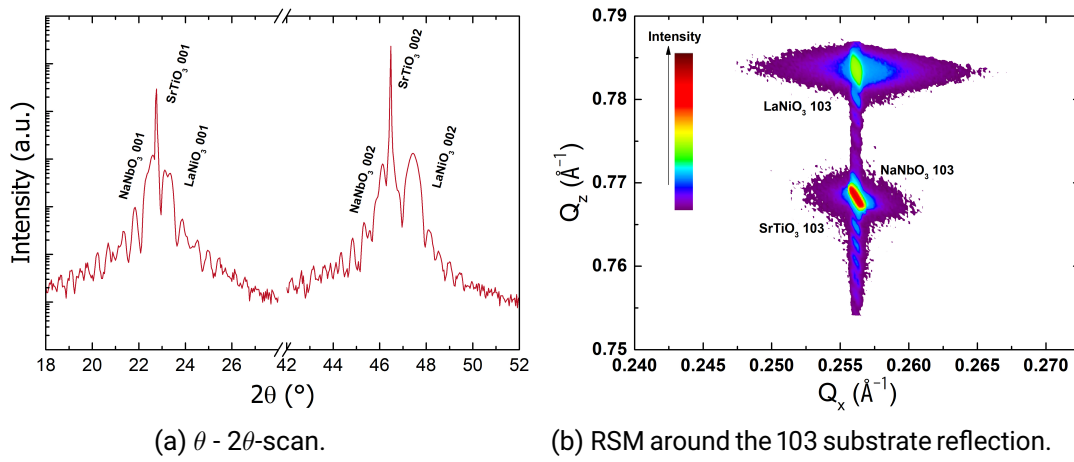 Intensity (a.u.)
NaNbO₃ 001
SrTiO₃ 001
LaNiO₃ 001
NaNbO₃ 002
SrTiO₃ 002
LaNiO₃ 002
18 20 22 24 26 42 44 46 48 50 52
2θ (°)
(a) θ - 2θ-scan.
Q_z (Å⁻¹)
0.79
0.78
0.77
0.76
0.75
Intensity
LaNiO₃ 103
NaNbO₃ 103
SrTiO₃ 103
0.240 0.245 0.250 0.255 0.260 0.265 0.270
Q_x (Å⁻¹)
(b) RSM around the 103 substrate reflection.